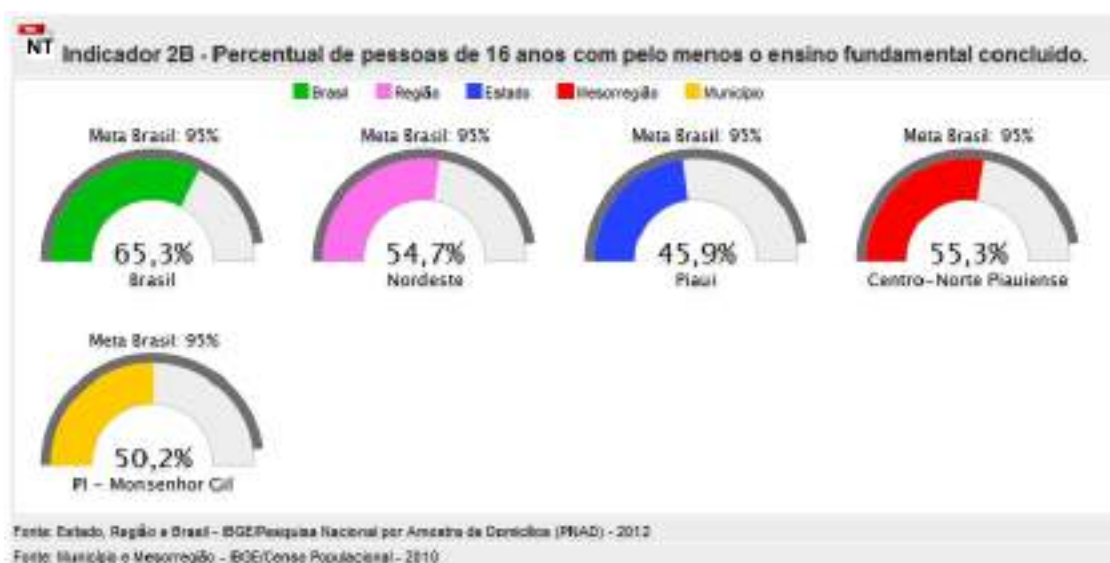 NT
Indicador 2B - Percentual de pessoas de 16 anos com pelo menos o ensino fundamental concluído.
Brasil Região Estado Mesorregião Município
Meta Brasil: 95% Meta Brasil: 95% Meta Brasil: 95% Meta Brasil: 95%
65,3% 54,7% 45,9% 55,3%
Brasil Nordeste Piauí Centro-Norte Piauiense
Meta Brasil: 95%
50,2%
PI - Monsenhor Gil
Fonte: Estado, Região e Brasil - IBGE/Pesquisa Nacional por Amostra de Domicílios (PNAD) - 2012
Fonte: Município e Mesorregião - IBGE/Censo Populacional - 2010